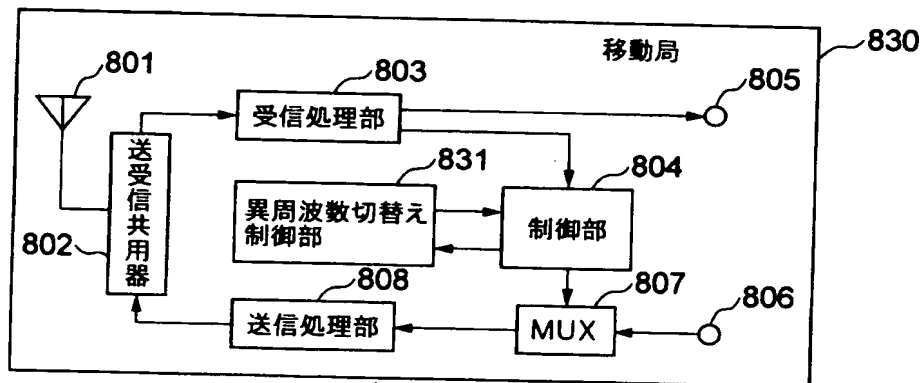 移動局
830
801
803
805
受信処理部
831
804
送受信共用器
異周波数切替え
制御部
制御部
802
808
807
806
送信処理部
MUX